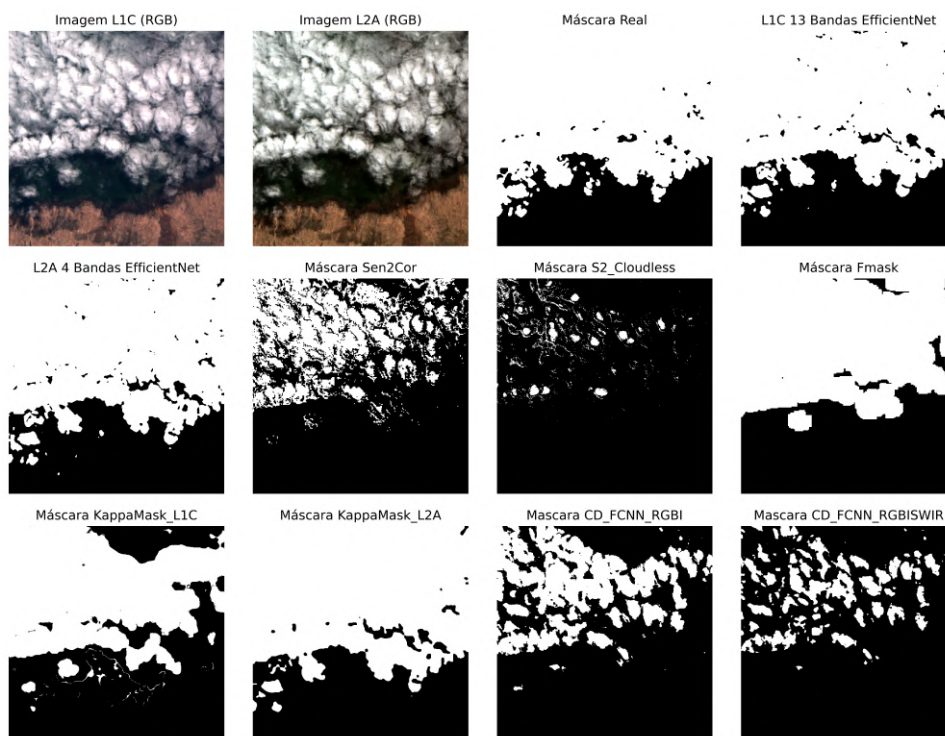 Imagem L1C (RGB)
Imagem L2A (RGB)
Máscara Real
L1C 13 Bandas EfficientNet
L2A 4 Bandas EfficientNet
Máscara Sen2Cor
Máscara S2_Cloudless
Máscara Fmask
Máscara KappaMask_L1C
Máscara KappaMask_L2A
Mascara CD_FCNN_RGBI
Mascara CD_FCNN_RGBISWIR